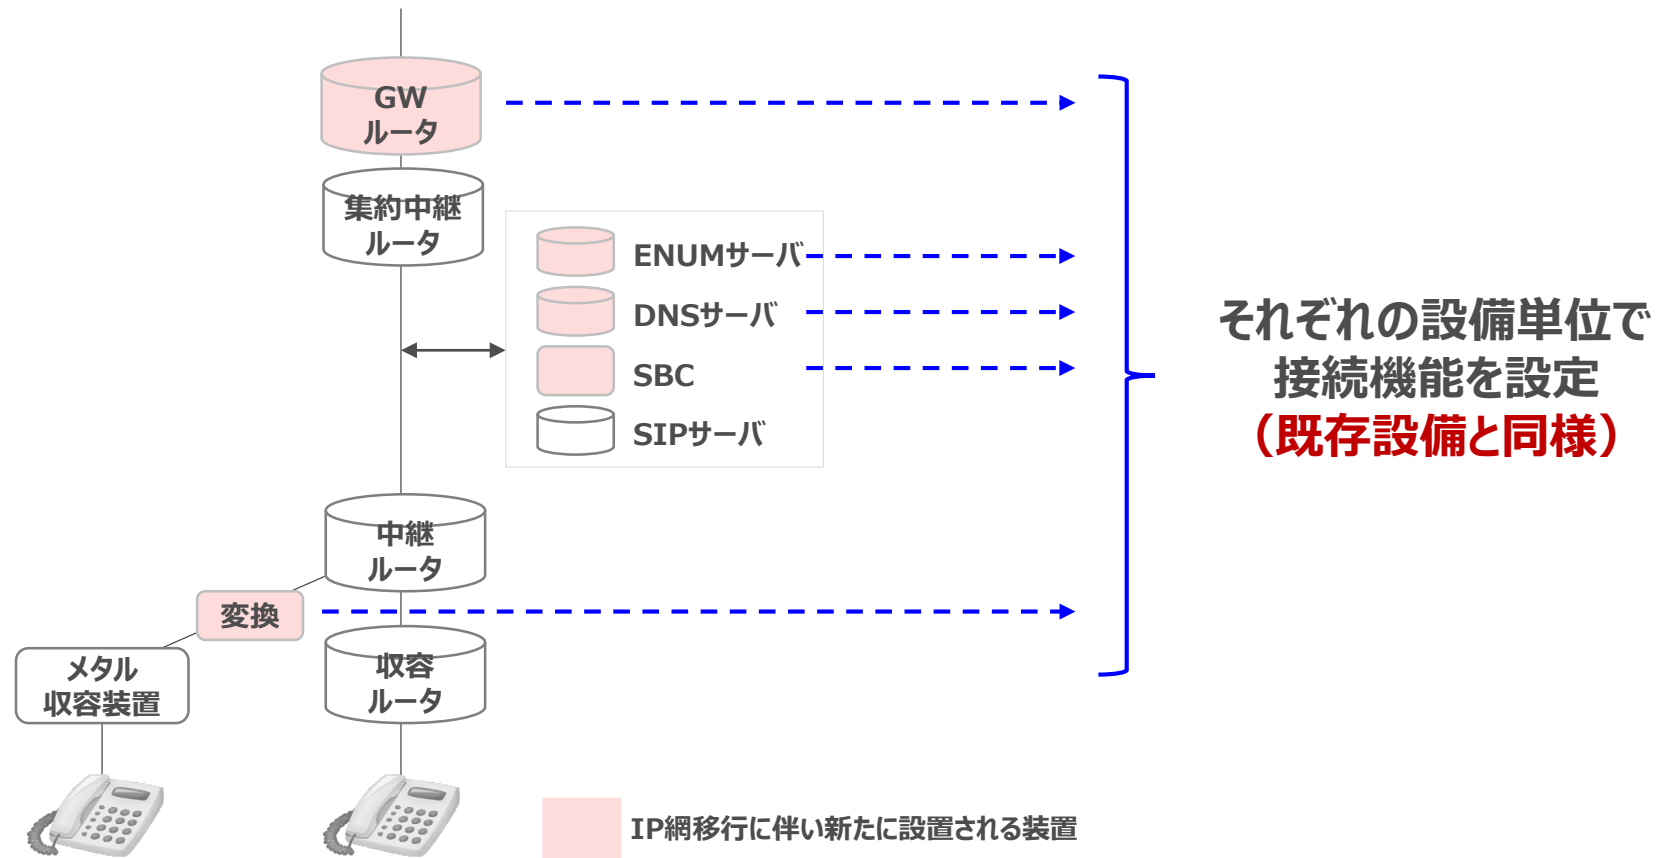 GW
ルータ
集約中継
ルータ
ENUMサーバ
DNSサーバ
SBC
SIPサーバ
それぞれの設備単位で
接続機能を設定
（既存設備と同様）
中継
ルータ
変換
メタル
収容装置
収容
ルータ
IP網移行に伴い新たに設置される装置